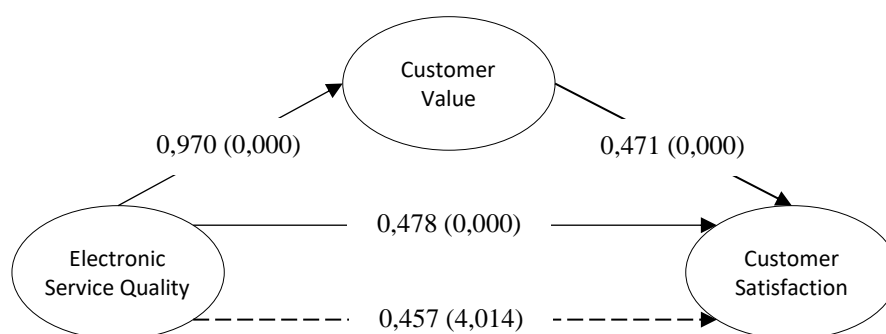 Customer
Value
0,970 (0,000)
0,471 (0,000)
0,478 (0,000)
Electronic
Service Quality
Customer
Satisfaction
0,457 (4,014)